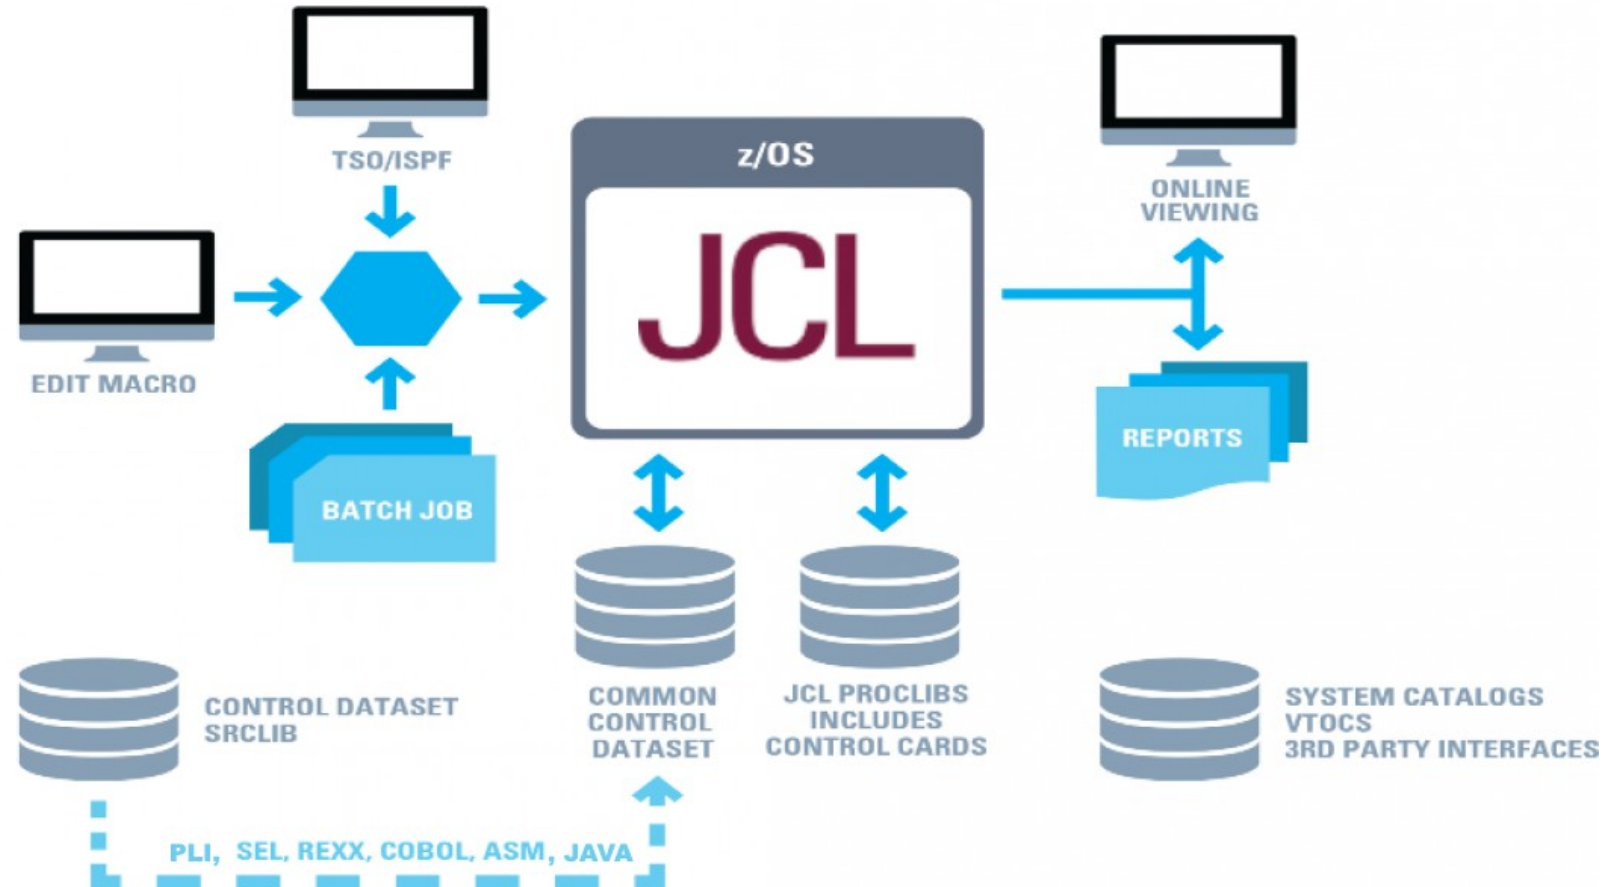 TSO/ISPF
z/OS
JCL
ONLINE
VIEWING
EDIT MACRO
BATCH JOB
REPORTS
CONTROL DATASET
SRCLIB
COMMON
CONTROL
DATASET
JCL PROCLIBS
INCLUDES
CONTROL CARDS
SYSTEM CATALOGS
VTOCS
3RD PARTY INTERFACES
PLI, SEL, REXX, COBOL, ASM, JAVA